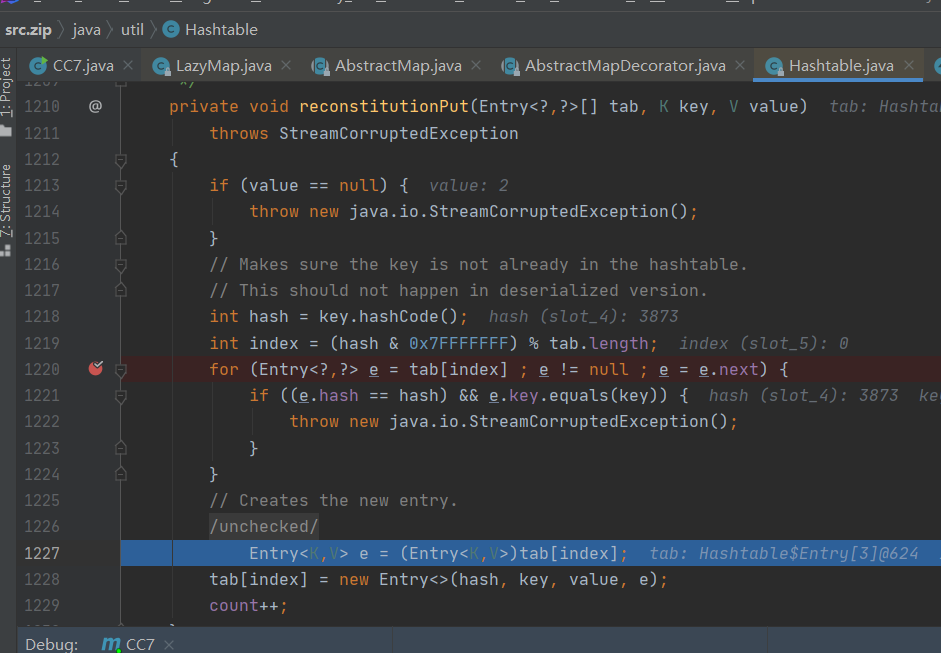 src.zip java util Hashtable
CC7.java LazyMap.java AbstractMap.java AbstractMapDecorator.java Hashtable.java
1: Project
7: Structure
1210 @ private void reconstitutionPut(Entry<?,?>[] tab, K key, V value) tab: Hashta
1211 throws StreamCorruptedException
1212 {
1213 if (value == null) { value: 2
1214 throw new java.io.StreamCorruptedException();
1215 }
1216 // Makes sure the key is not already in the hashtable.
1217 // This should not happen in deserialized version.
1218 int hash = key.hashCode(); hash (slot_4): 3873
1219 int index = (hash & 0x7FFFFFFF) % tab.length; index (slot_5): 0
1220 for (Entry<?,?> e = tab[index] ; e != null ; e = e.next) {
1221 if ((e.hash == hash) && e.key.equals(key)) { hash (slot_4): 3873 ke
1222 throw new java.io.StreamCorruptedException();
1223 }
1224 }
1225 // Creates the new entry.
1226 /unchecked/
1227 Entry<K,V> e = (Entry<K,V>)tab[index]; tab: Hashtable$Entry[3]@624
1228 tab[index] = new Entry<>(hash, key, value, e);
1229 count++;
Debug: CC7